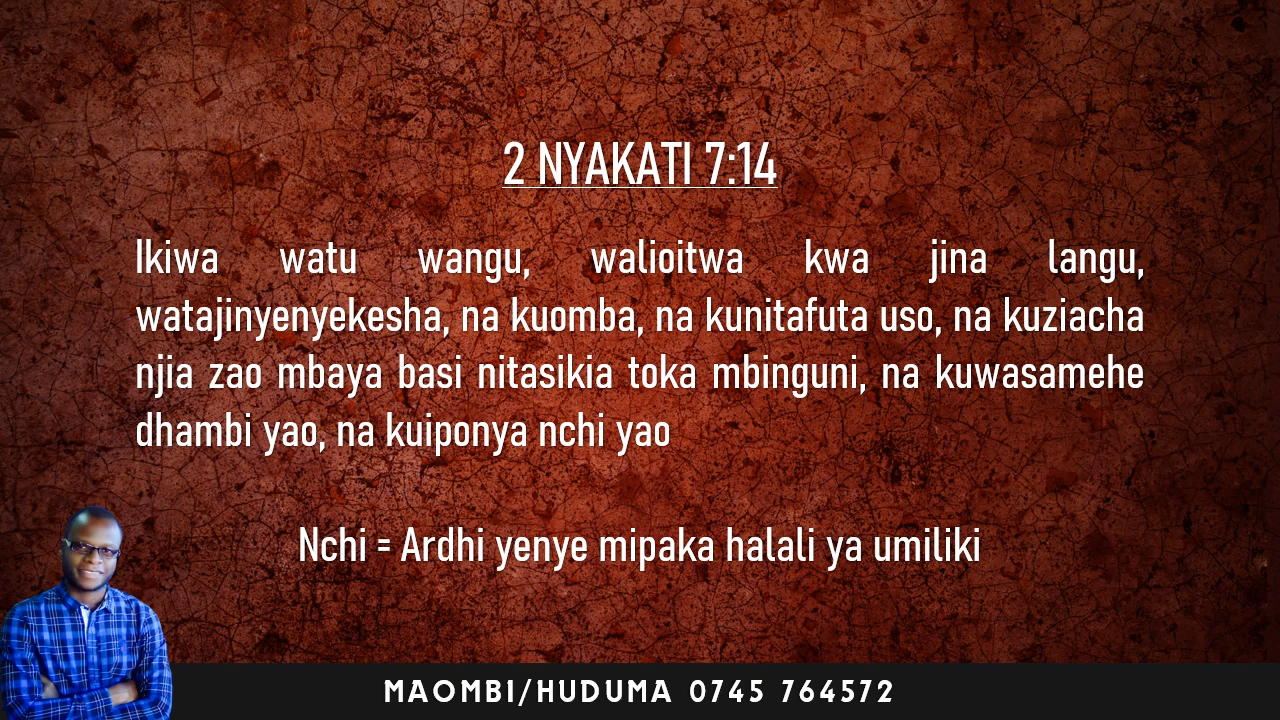 2 NYAKATI 7:14
Ikiwa watu wangu, walioitwa kwa jina langu,
watajinyenyekesha, na kuomba, na kunitafuta uso, na kuziacha
njia zao mbaya basi nitasikia toka mbinguni, na kuwasamehe
dhambi yao, na kuiponya nchi yao
Nchi = Ardhi yenye mipaka halali ya umiliki
MAOMBI/HUDUMA 0745 764572